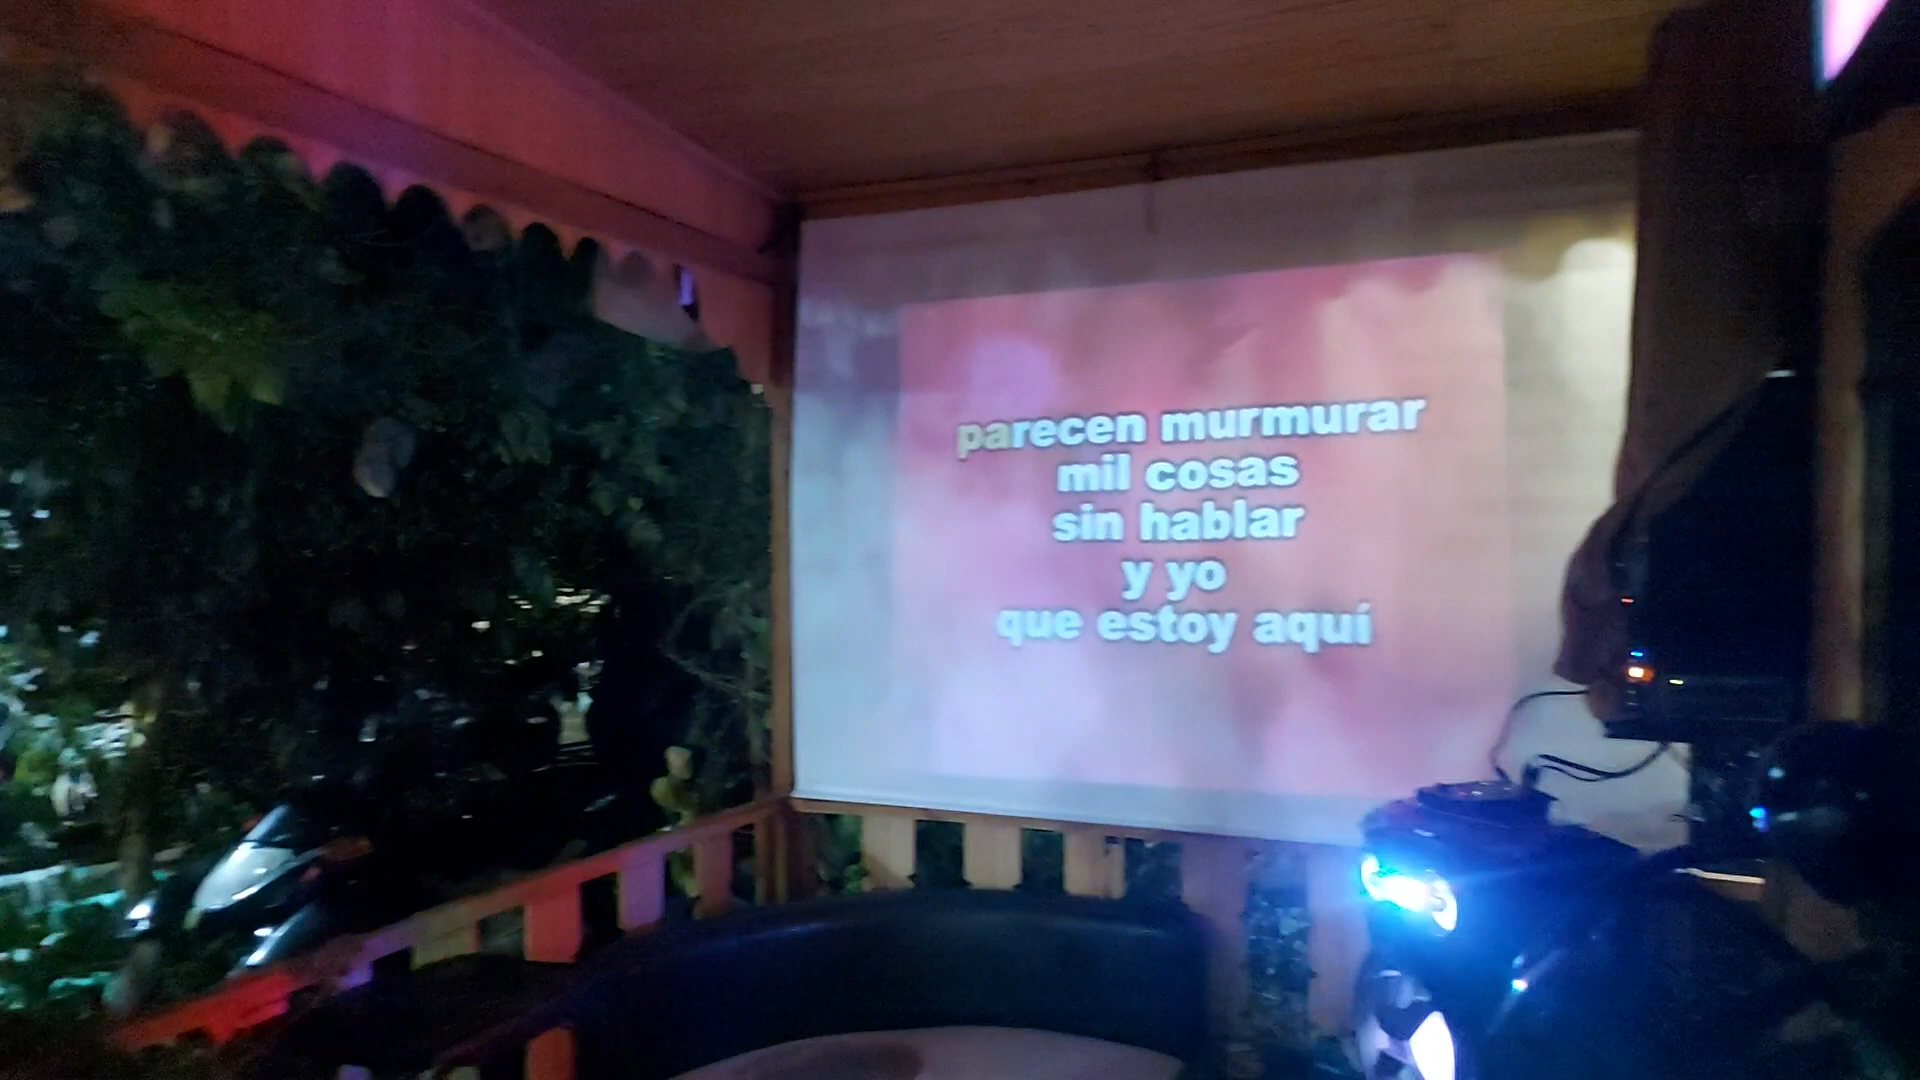 parecen murmurar
mil cosas
sin hablar
y yo
que estoy aquí